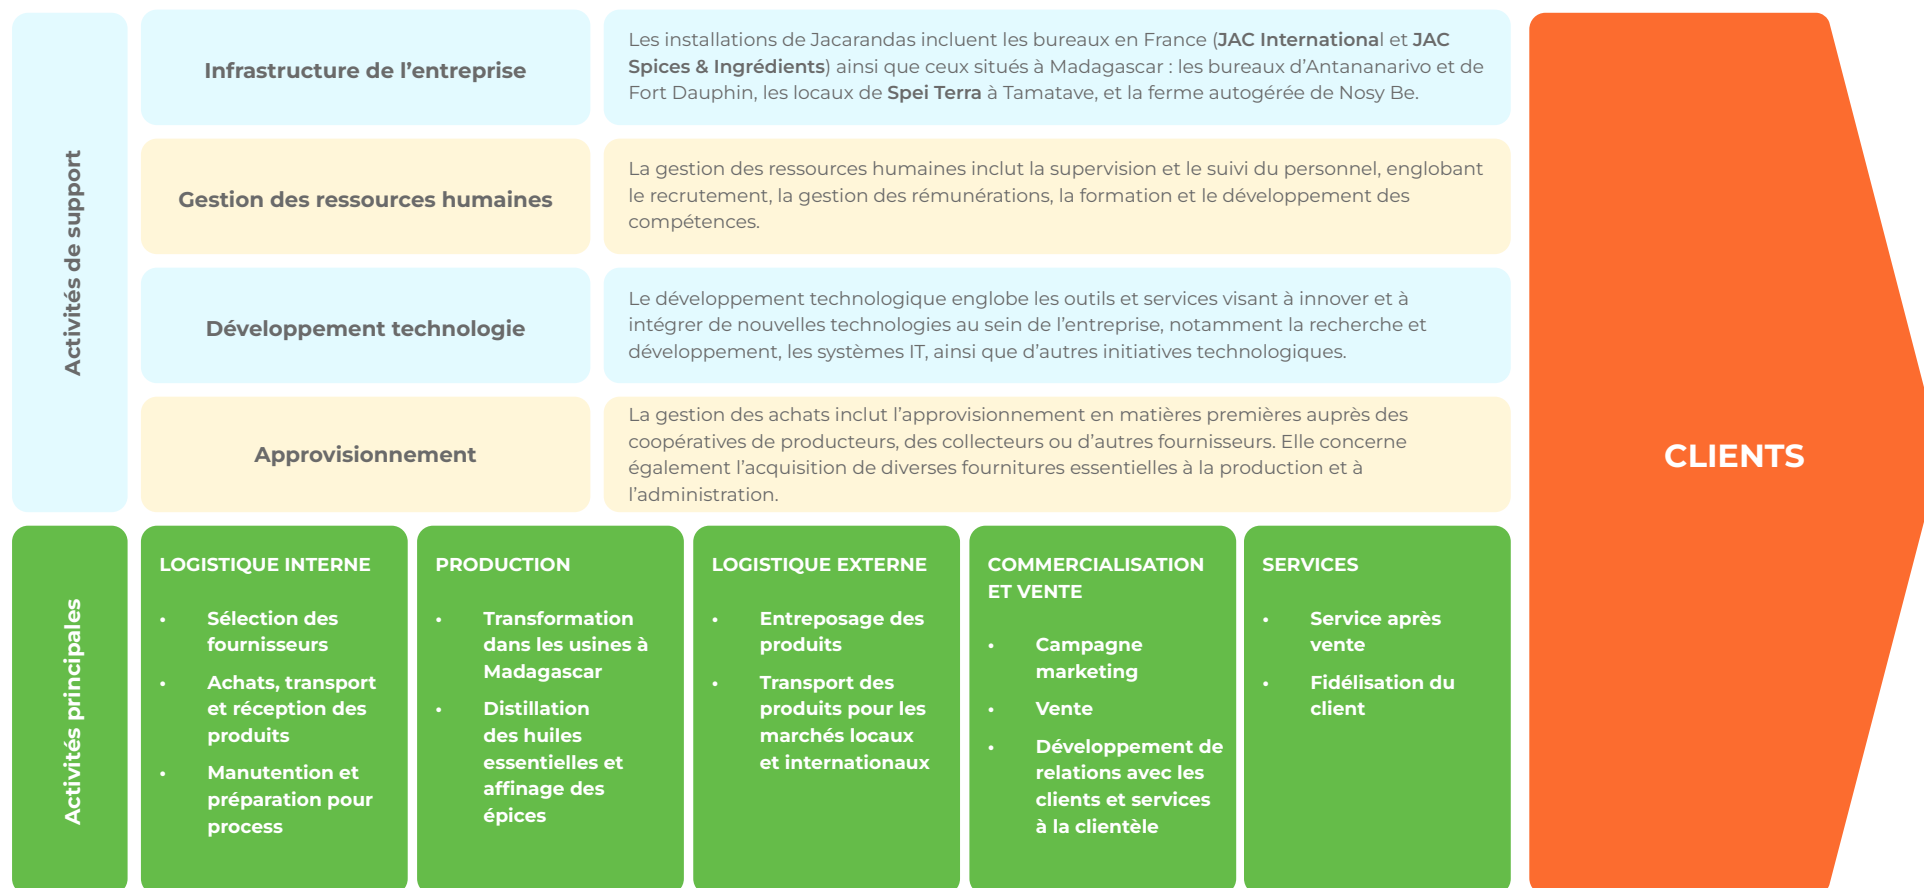 Activités de support
Infrastructure de l’entreprise
Les installations de Jacarandas incluent les bureaux en France (JAC International et JAC
Spices & Ingrédients) ainsi que ceux situés à Madagascar : les bureaux d’Antananarivo et de
Fort Dauphin, les locaux de Spei Terra à Tamatave, et la ferme autogérée de Nosy Be.
Gestion des ressources humaines
La gestion des ressources humaines inclut la supervision et le suivi du personnel, englobant
le recrutement, la gestion des rémunérations, la formation et le développement des
compétences.
Développement technologie
Le développement technologique englobe les outils et services visant à innover et à
intégrer de nouvelles technologies au sein de l’entreprise, notamment la recherche et
développement, les systèmes IT, ainsi que d’autres initiatives technologiques.
Approvisionnement
La gestion des achats inclut l’approvisionnement en matières premières auprès des
coopératives de producteurs, des collecteurs ou d’autres fournisseurs. Elle concerne
également l’acquisition de diverses fournitures essentielles à la production et à
l’administration.
Activités principales
LOGISTIQUE INTERNE
• Sélection des
fournisseurs
• Achats, transport
et réception des
produits
• Manutention et
préparation pour
process
PRODUCTION
• Transformation
dans les usines à
Madagascar
• Distillation
des huiles
essentielles et
affinage des
épices
LOGISTIQUE EXTERNE
• Entreposage des
produits
• Transport des
produits pour les
marchés locaux
et internationaux
COMMERCIALISATION
ET VENTE
• Campagne
marketing
• Vente
• Développement de
relations avec les
clients et services
à la clientèle
SERVICES
• Service après
vente
• Fidélisation du
client
CLIENTS